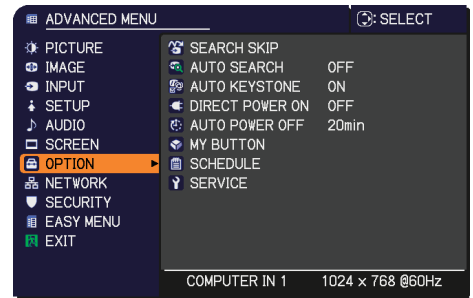 ADVANCED MENU : SELECT
PICTURE
IMAGE
INPUT
SETUP
AUDIO
SCREEN
OPTION
NETWORK
SECURITY
EASY MENU
EXIT
SEARCH SKIP
AUTO SEARCH OFF
AUTO KEYSTONE ON
DIRECT POWER ON OFF
AUTO POWER OFF 20min
MY BUTTON
SCHEDULE
SERVICE
COMPUTER IN 1 1024 × 768 @60Hz